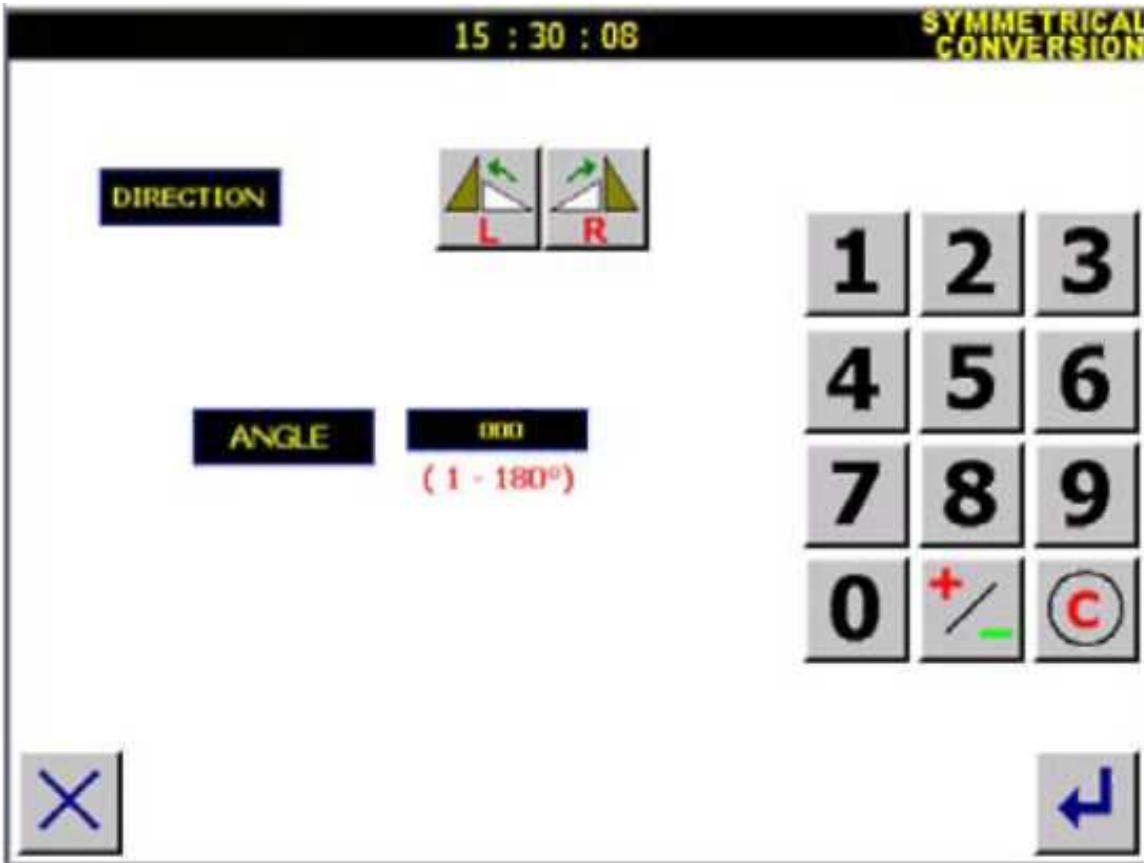 15 : 30 : 08
SYMMETRICAL
CONVERSION
DIRECTION
L R
1 2 3
4 5 6
ANGLE 000
( 1 - 180°)
7 8 9
0 +/- C